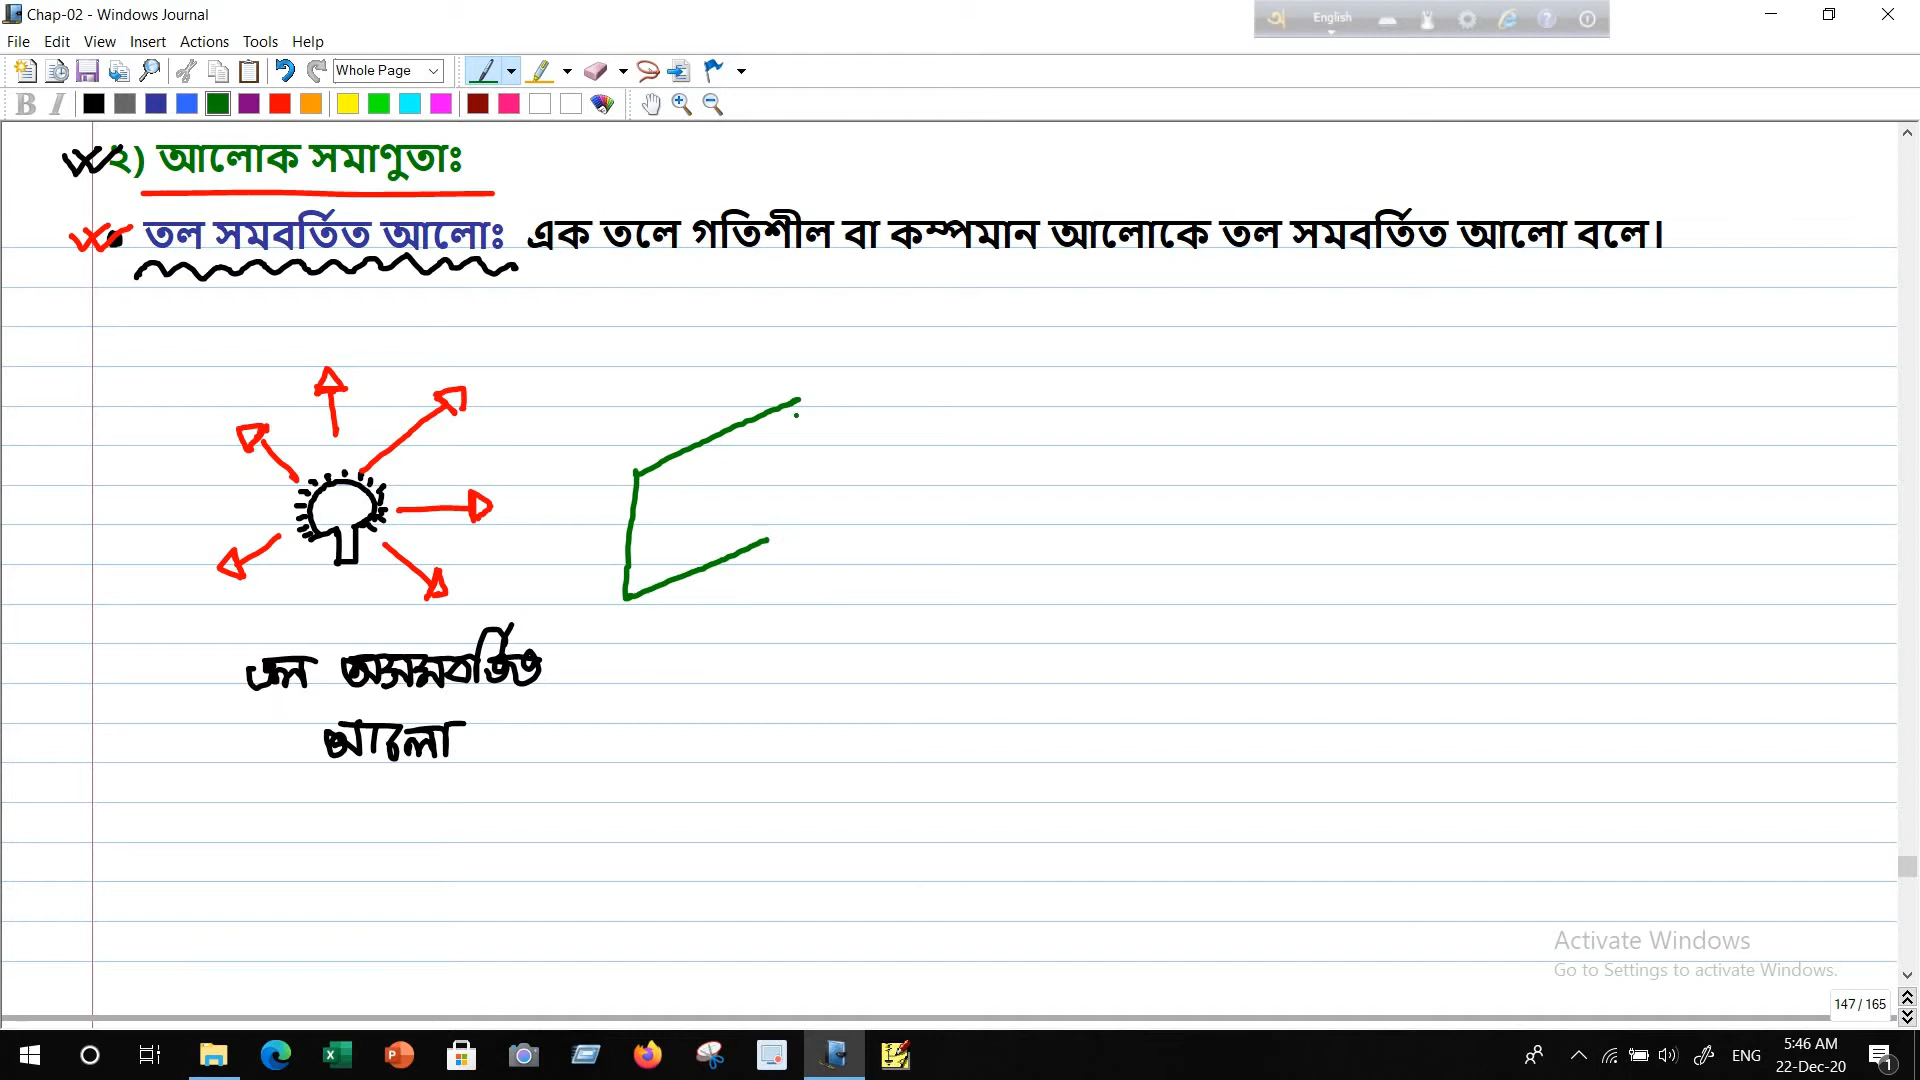 Chap-02 - Windows Journal
English
File Edit View Insert Actions Tools Help
Whole Page
B I
২) আলোক সমাণুতাঃ
তল সমবর্তিত আলোঃ এক তলে গতিশীল বা কম্পমান আলোকে তল সমবর্তিত আলো বলে।
তল অসমবর্তিত
আলো
Activate Windows
Go to Settings to activate Windows.
147 / 165
ENG
5:46 AM
22-Dec-20
1